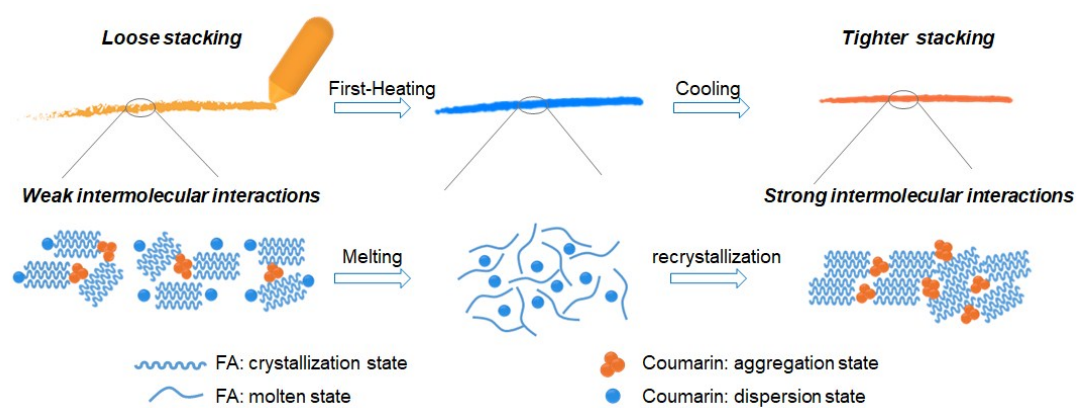 Loose stacking
Tighter stacking
First-Heating
Cooling
Weak intermolecular interactions
Strong intermolecular interactions
Melting
recrystallization
FA: crystallization state
Coumarin: aggregation state
FA: molten state
Coumarin: dispersion state